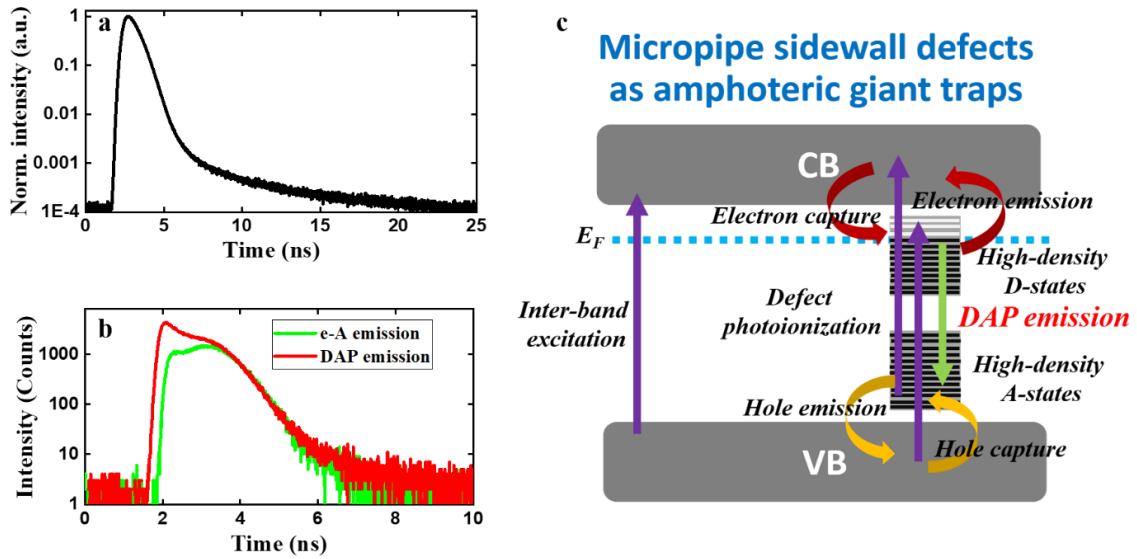 a
Norm. intensity (a.u.)
1
0.1
0.01
0.001
1E-4
0 5 10 15 20 25
Time (ns)
b
e-A emission
DAP emission
Intensity (Counts)
1000
100
10
1
0 2 4 6 8 10
Time (ns)
c
Micropipe sidewall defects
as amphoteric giant traps
CB
Electron capture
Electron emission
E_F
High-density
D-states
Inter-band
excitation
Defect
photoionization
DAP emission
High-density
A-states
Hole emission
Hole capture
VB